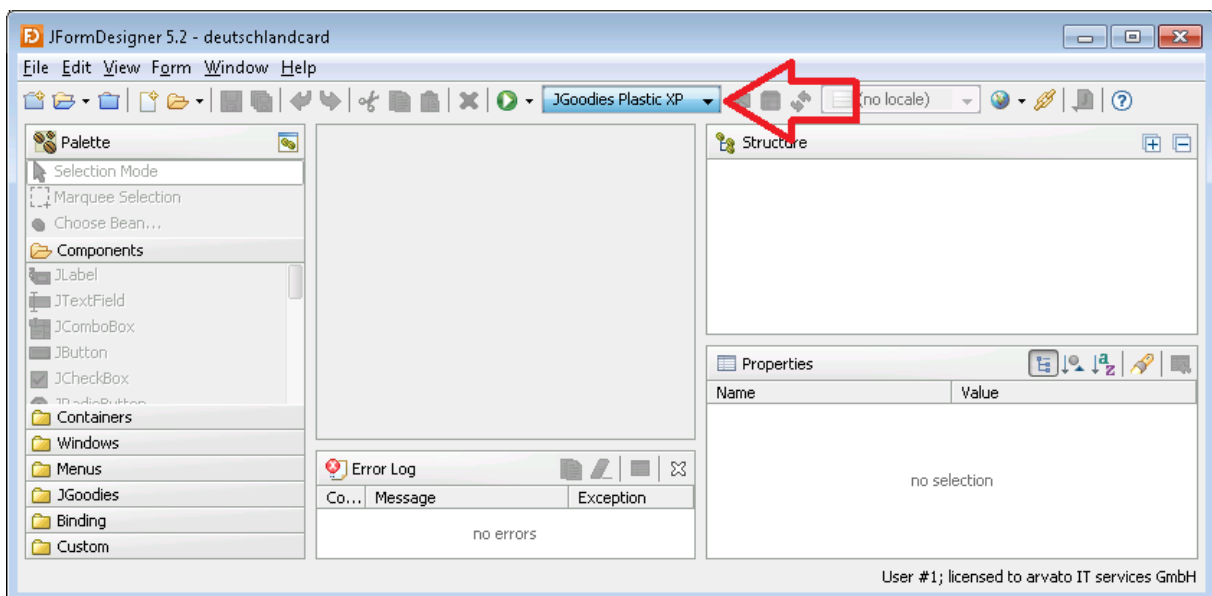 JFormDesigner 5.2 - deutschlandcard
File Edit View Form Window Help
JGoodies Plastic XP
(no locale)
Palette
Selection Mode
Marquee Selection
Choose Bean...
Components
JLabel
JTextField
JComboBox
JButton
JCheckBox
JRadioButton
Containers
Windows
Menus
JGoodies
Binding
Custom
Error Log
Co... Message Exception
no errors
Structure
Properties
Name Value
no selection
User #1; licensed to arvato IT services GmbH